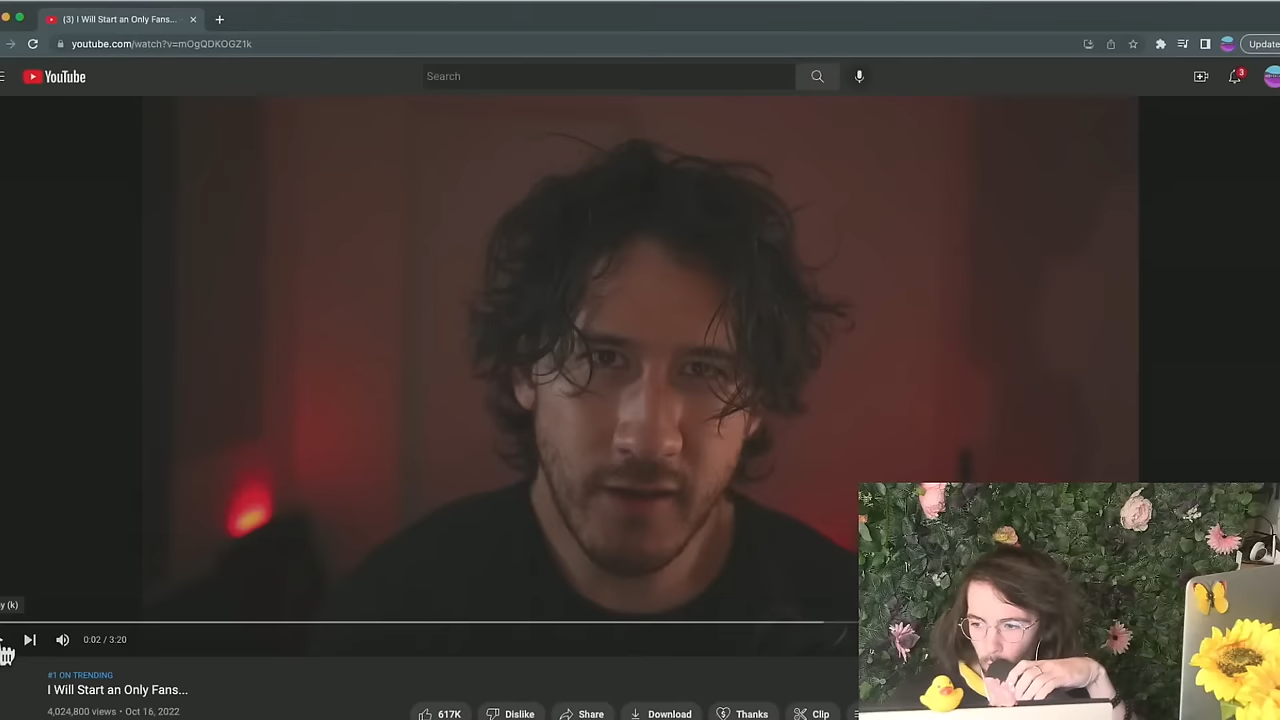 (3) I Will Start an Only Fans...
youtube.com/watch?v=mOgQDKOGZ1k
Update
YouTube
Search
3
y (k)
0:02 / 3:20
#1 ON TRENDING
I Will Start an Only Fans...
4,024,800 views • Oct 16, 2022
617K
Dislike
Share
Download
Thanks
Clip